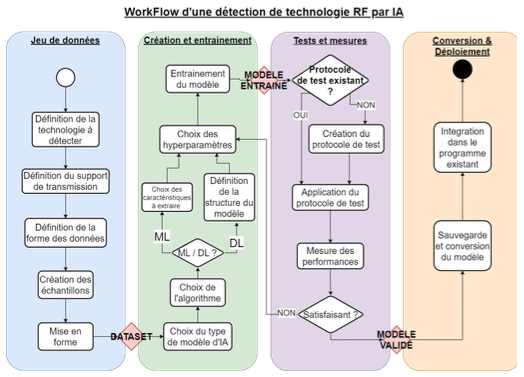 WorkFlow d'une détection de technologie RF par IA
Jeu de données
Définition de la
technologie à
détecter
Définition du support
de transmission
Définition de la
forme des données
Création des
échantillons
Mise en
forme
DATASET
Création et entrainement
Entrainement
du modèle
Choix des
hyperparamètres
Choix des
caractéristiques
à extraire
Définition
de la
structure du
modèle
ML
DL
ML / DL ?
Choix de
l'algorithme
Choix du type
de modèle d'IA
MODÈLE
ENTRAINÉ
Tests et mesures
Protocole
de test existant
?
OUI
NON
Création du
protocole de test
Application du
protocole de test
Mesure des
performances
Satisfaisant ?
NON
MODÈLE
VALIDÉ
Conversion &
Déploiement
Integration
dans le
programme
existant
Sauvegarde
et conversion
du modèle